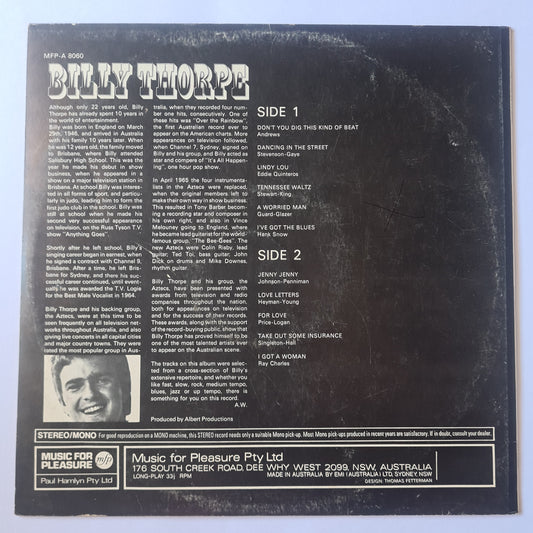 MFP-A 8060
BILLY THORPE
Although only 22 years old, Billy
Thorpe has already spent 10 years in
the world of entertainment.
Billy was born in England on March
29th, 1946, and arrived in Australia
with his family 10 years later. When
he was 12 years old, the family moved
to Brisbane, where Billy attended
Salisbury High School. This was the
year he made his debut in show
business, when he appeared in a
show on a major television station in
Brisbane. At school Billy was interes-
ted in all forms of sport, and particu-
larly in judo, leading him to form the
first judo club in the school. Billy was
still at school when he made his
second very successful appearance
on television, on the Russ Tyson T.V.
show "Anything Goes".
Shortly after he left school, Billy's
singing career began in earnest, when
he signed a contract with Channel 9,
Brisbane. After a time, he left Bris-
bane for Sydney, and there his suc-
cessful career continued, until event-
ually he was awarded the T.V. Logie
for the Best Male Vocalist in 1964.
Billy Thorpe and his backing group,
the Aztecs, were at this time to be
seen frequently on all television net-
works throughout Australia, and also
giving live concerts in all capital cities
and major country towns. They were
rated the most popular group in Aus-
tralia, when they recorded four num-
ber one hits, consecutively. One of
these hits was "Over the Rainbow",
the first Australian record ever to
appear on the American charts. More
appearances on television followed,
when Channel 7, Sydney, signed on
Billy and his group, and Billy acted as
star and compere of "It's All Happen-
ing", one hour pop show.
In April 1965 the four instrumental-
ists in the Aztecs were replaced,
when the original members left to
make their own way in show business.
This resulted in Tony Barber becom-
ing a recording star and composer in
his own right; and also in Vince
Melouney going to England, where
he became lead guitarist for the world-
famous group, "The Bee-Gees". The
new Aztecs were Colin Risby, lead
guitar; Ted Toi, bass guitar; John
Dick on drums and Mike Downes,
rhythm guitar.
Billy Thorpe and his group, the
Aztecs, have been presented with
awards from television and radio
companies throughout the nation,
both for appearances on television
and for the success of their records.
These awards, along with the support
of the record-buying public, show that
Billy Thorpe has proved himself to be
one of the most talented artists ever
to appear on the Australian scene.
The tracks on this album were selected
from a cross-section of Billy's
extensive repertoire, and whether you
like fast, slow, rock, medium tempo,
blues, jazz or up tempo, there is
something for you on this record.
A.W.
Produced by Albert Productions
SIDE 1
DON'T YOU DIG THIS KIND OF BEAT
Andrews
DANCING IN THE STREET
Stevenson-Gaye
LINDY LOU
Eddie Quinteros
TENNESSEE WALTZ
Stewart-King
A WORRIED MAN
Guard-Glazer
I'VE GOT THE BLUES
Hank Snow
SIDE 2
JENNY JENNY
Johnson-Penniman
LOVE LETTERS
Heyman-Young
FOR LOVE
Price-Logan
TAKE OUT SOME INSURANCE
Singleton-Hall
I GOT A WOMAN
Ray Charles
STEREO/MONO For good reproduction on a MONO machine, this STEREO record needs only a suitable Mono pick-up. Most Mono pick-ups produced in recent years are satisfactory. If in doubt, consult your dealer.
MUSIC FOR
PLEASURE mfp
Paul Hamlyn Pty Ltd
Music for Pleasure Pty Ltd
176 SOUTH CREEK ROAD, DEE WHY WEST 2099, NSW, AUSTRALIA
LONG-PLAY 33⅓ RPM MADE IN AUSTRALIA BY EMI (AUSTRALIA) LTD, SYDNEY, NSW
DESIGN: THOMAS FETTERMAN